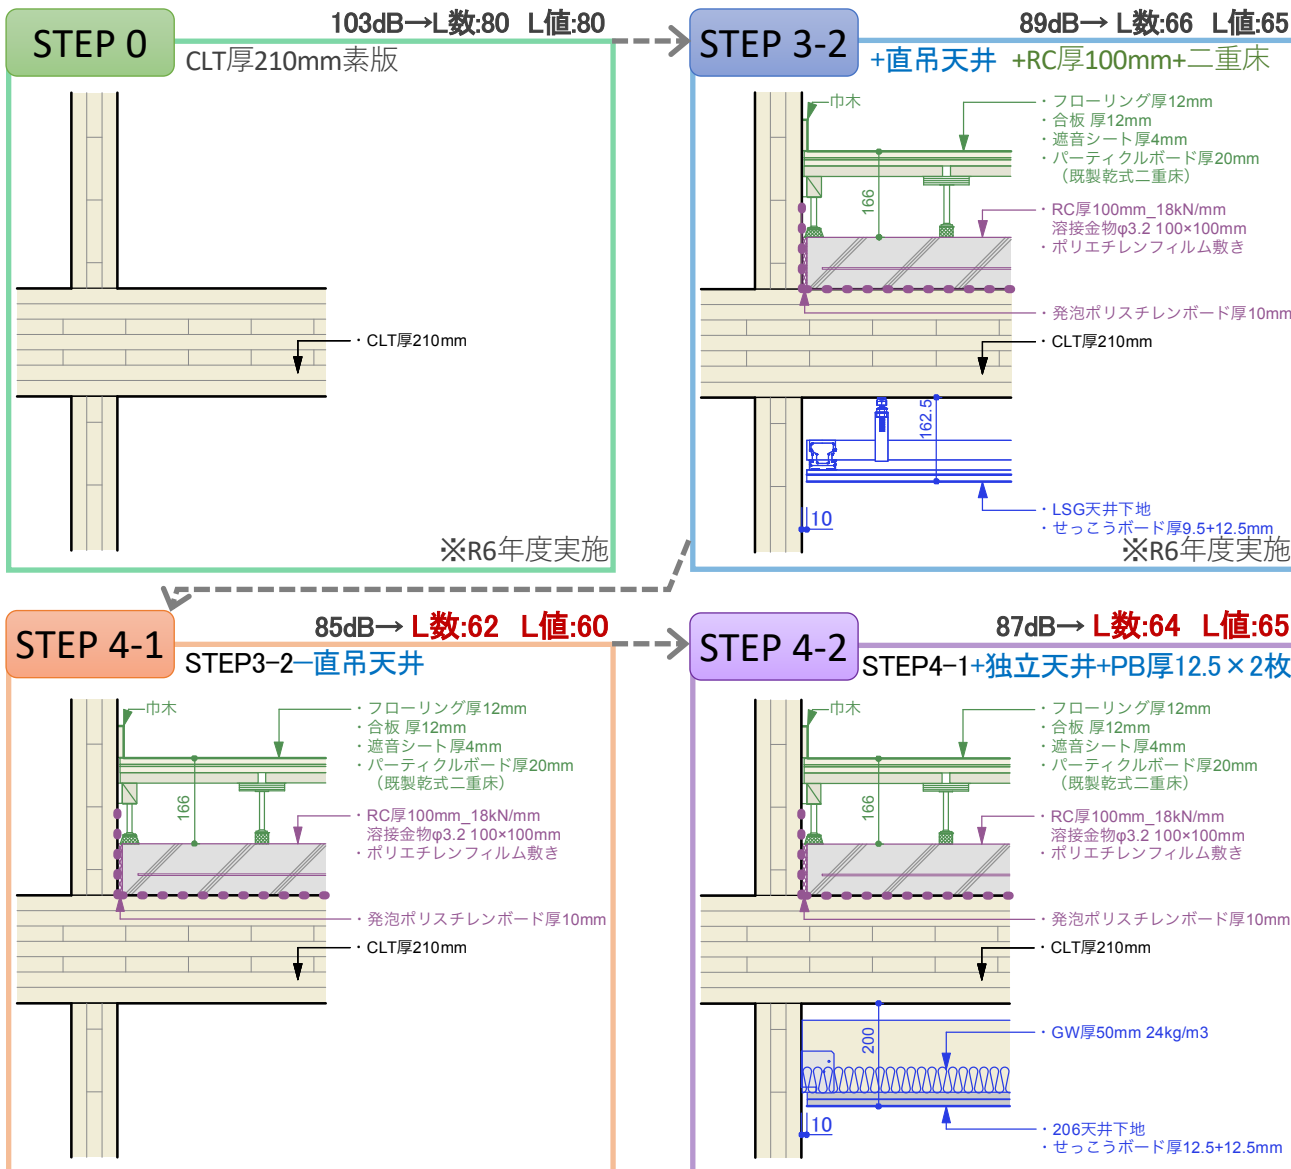 STEP 0
103dB→L数:80 L値:80
CLT厚210mm素版
・CLT厚210mm
※R6年度実施
STEP 3-2
89dB→ L数:66 L値:65
+直吊天井 +RC厚100mm+二重床
巾木
・フローリング厚12mm
・合板 厚12mm
・遮音シート厚4mm
・パーティクルボード厚20mm
（既製乾式二重床）
166
・RC厚100mm_18kN/mm
溶接金物φ3.2 100×100mm
・ポリエチレンフィルム敷き
・発泡ポリスチレンボード厚10mm
・CLT厚210mm
162.5
10
・LSG天井下地
・せっこうボード厚9.5+12.5mm
※R6年度実施
STEP 4-1
85dB→ L数:62 L値:60
STEP3-2－直吊天井
巾木
・フローリング厚12mm
・合板 厚12mm
・遮音シート厚4mm
・パーティクルボード厚20mm
（既製乾式二重床）
166
・RC厚100mm_18kN/mm
溶接金物φ3.2 100×100mm
・ポリエチレンフィルム敷き
・発泡ポリスチレンボード厚10mm
・CLT厚210mm
STEP 4-2
87dB→ L数:64 L値:65
STEP4-1+独立天井+PB厚12.5×2枚
巾木
・フローリング厚12mm
・合板 厚12mm
・遮音シート厚4mm
・パーティクルボード厚20mm
（既製乾式二重床）
166
・RC厚100mm_18kN/mm
溶接金物φ3.2 100×100mm
・ポリエチレンフィルム敷き
・発泡ポリスチレンボード厚10mm
・CLT厚210mm
200
・GW厚50mm 24kg/m3
10
・206天井下地
・せっこうボード厚12.5+12.5mm